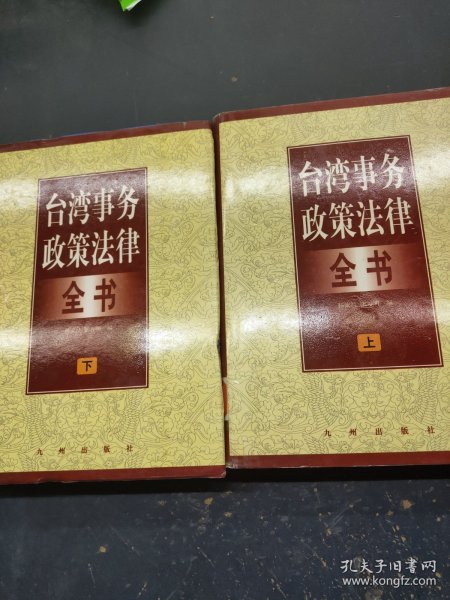 台湾事务
政策法律
全书
下
九州出版社
台湾事务
政策法律
全书
上
九州出版社
孔夫子旧书网
www.kongfz.com